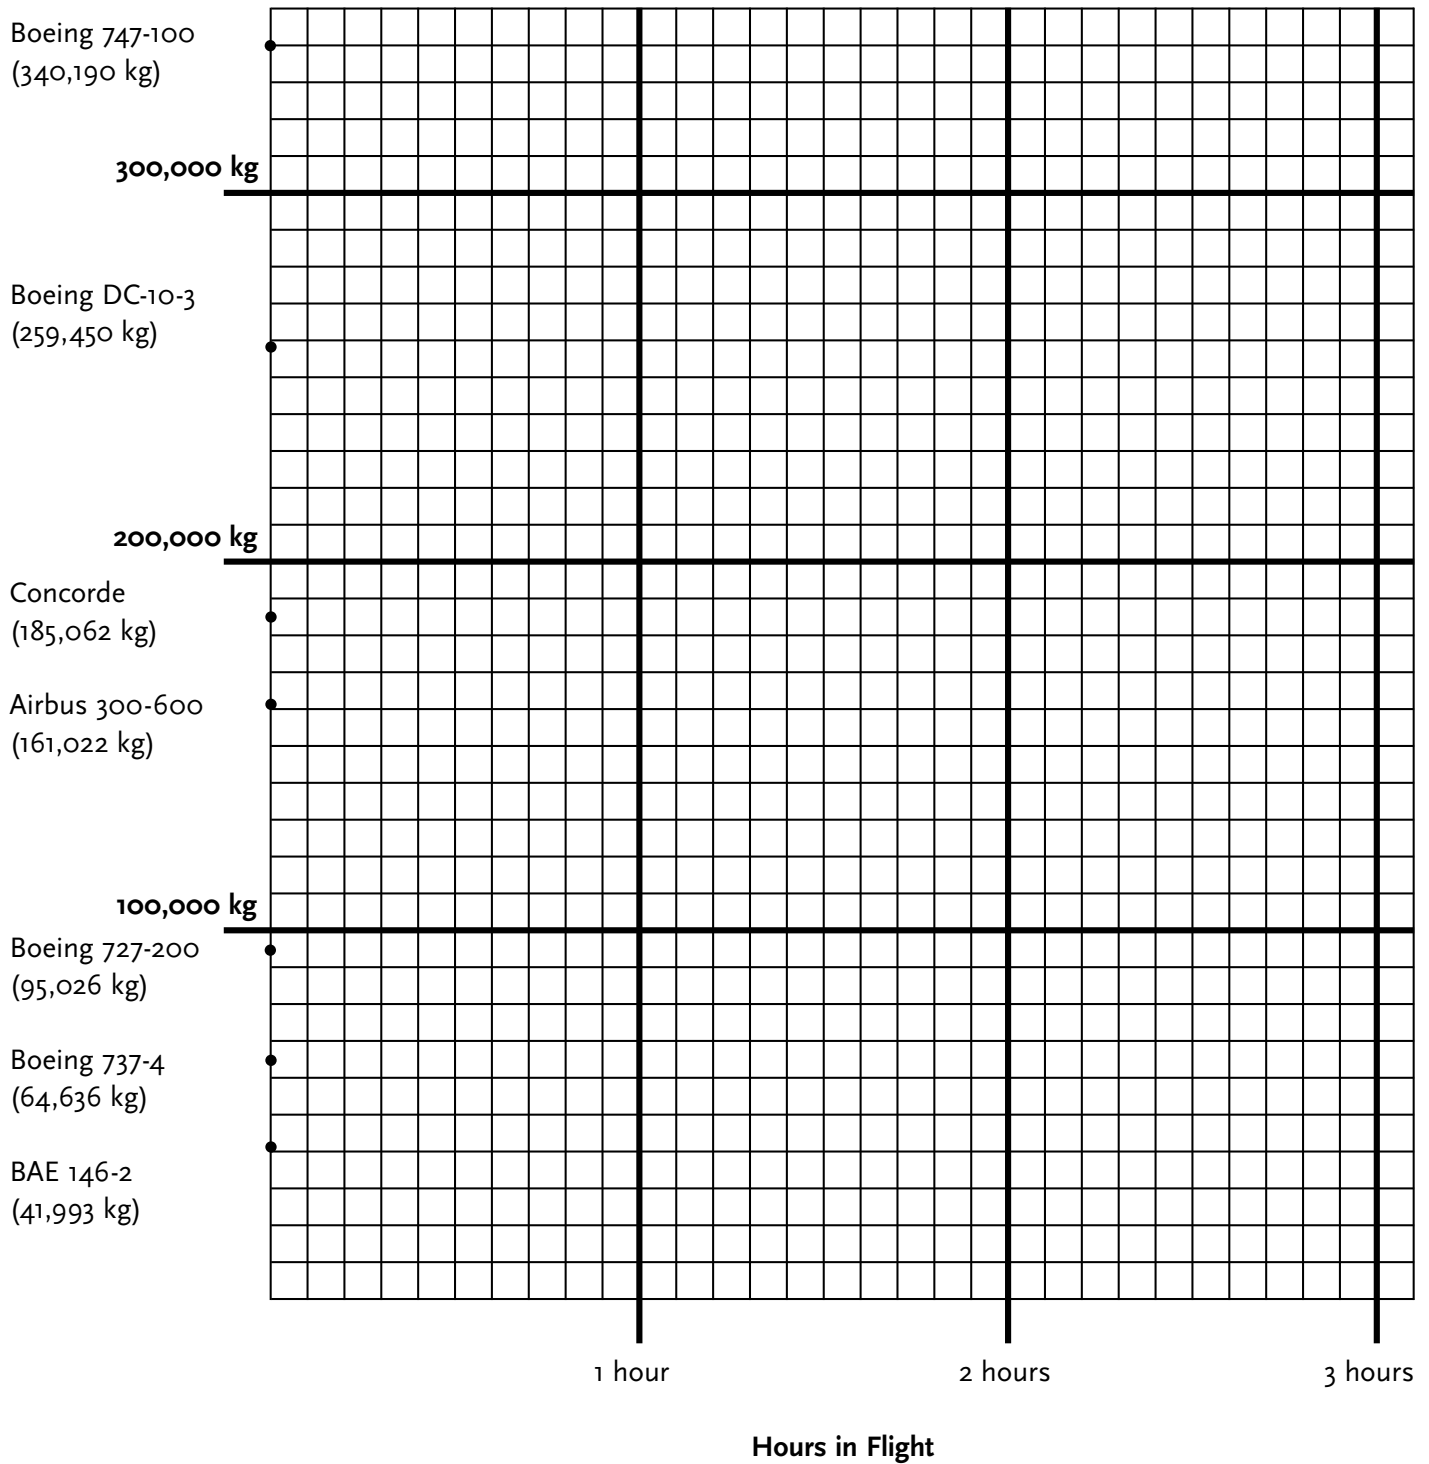 Boeing 747-100
(340,190 kg)
300,000 kg
Boeing DC-10-3
(259,450 kg)
200,000 kg
Concorde
(185,062 kg)
Airbus 300-600
(161,022 kg)
100,000 kg
Boeing 727-200
(95,026 kg)
Boeing 737-4
(64,636 kg)
BAE 146-2
(41,993 kg)
1 hour
2 hours
3 hours
Hours in Flight